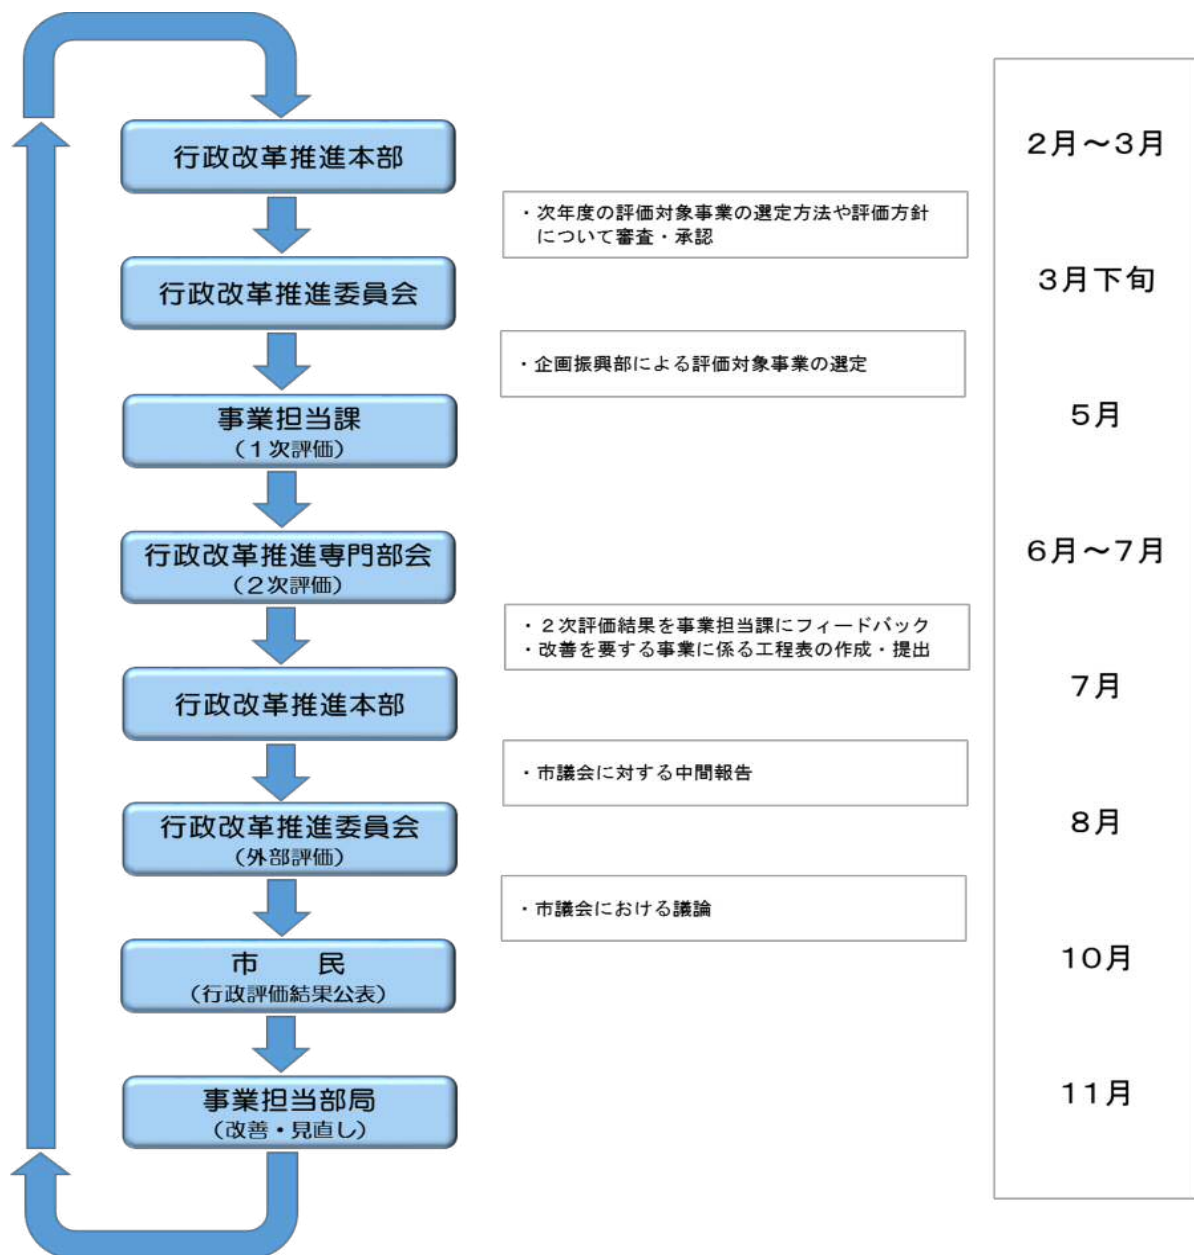 行政改革推進本部
2月～3月
・次年度の評価対象事業の選定方法や評価方針
について審査・承認
行政改革推進委員会
3月下旬
・企画振興部による評価対象事業の選定
事業担当課
（1次評価）
5月
行政改革推進専門部会
（2次評価）
6月～7月
・2次評価結果を事業担当課にフィードバック
・改善を要する事業に係る工程表の作成・提出
行政改革推進本部
7月
・市議会に対する中間報告
行政改革推進委員会
（外部評価）
8月
・市議会における議論
市　　民
（行政評価結果公表）
10月
事業担当部局
（改善・見直し）
11月